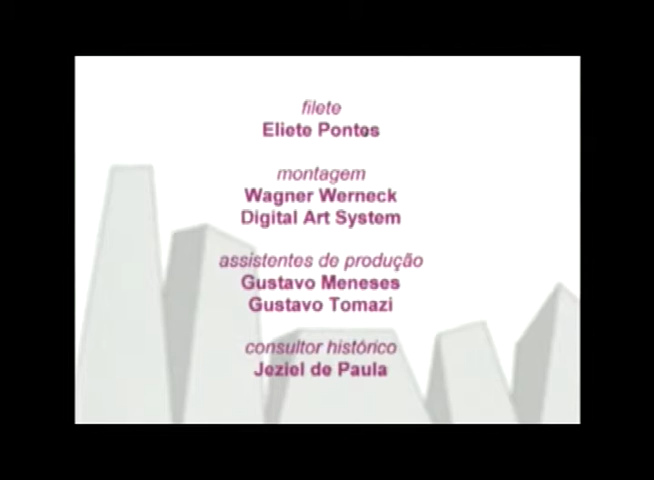 filete
Eliete Pontes
montagem
Wagner Werneck
Digital Art System
assistentes de produção
Gustavo Meneses
Gustavo Tomazi
consultor histórico
Jeziel de Paula